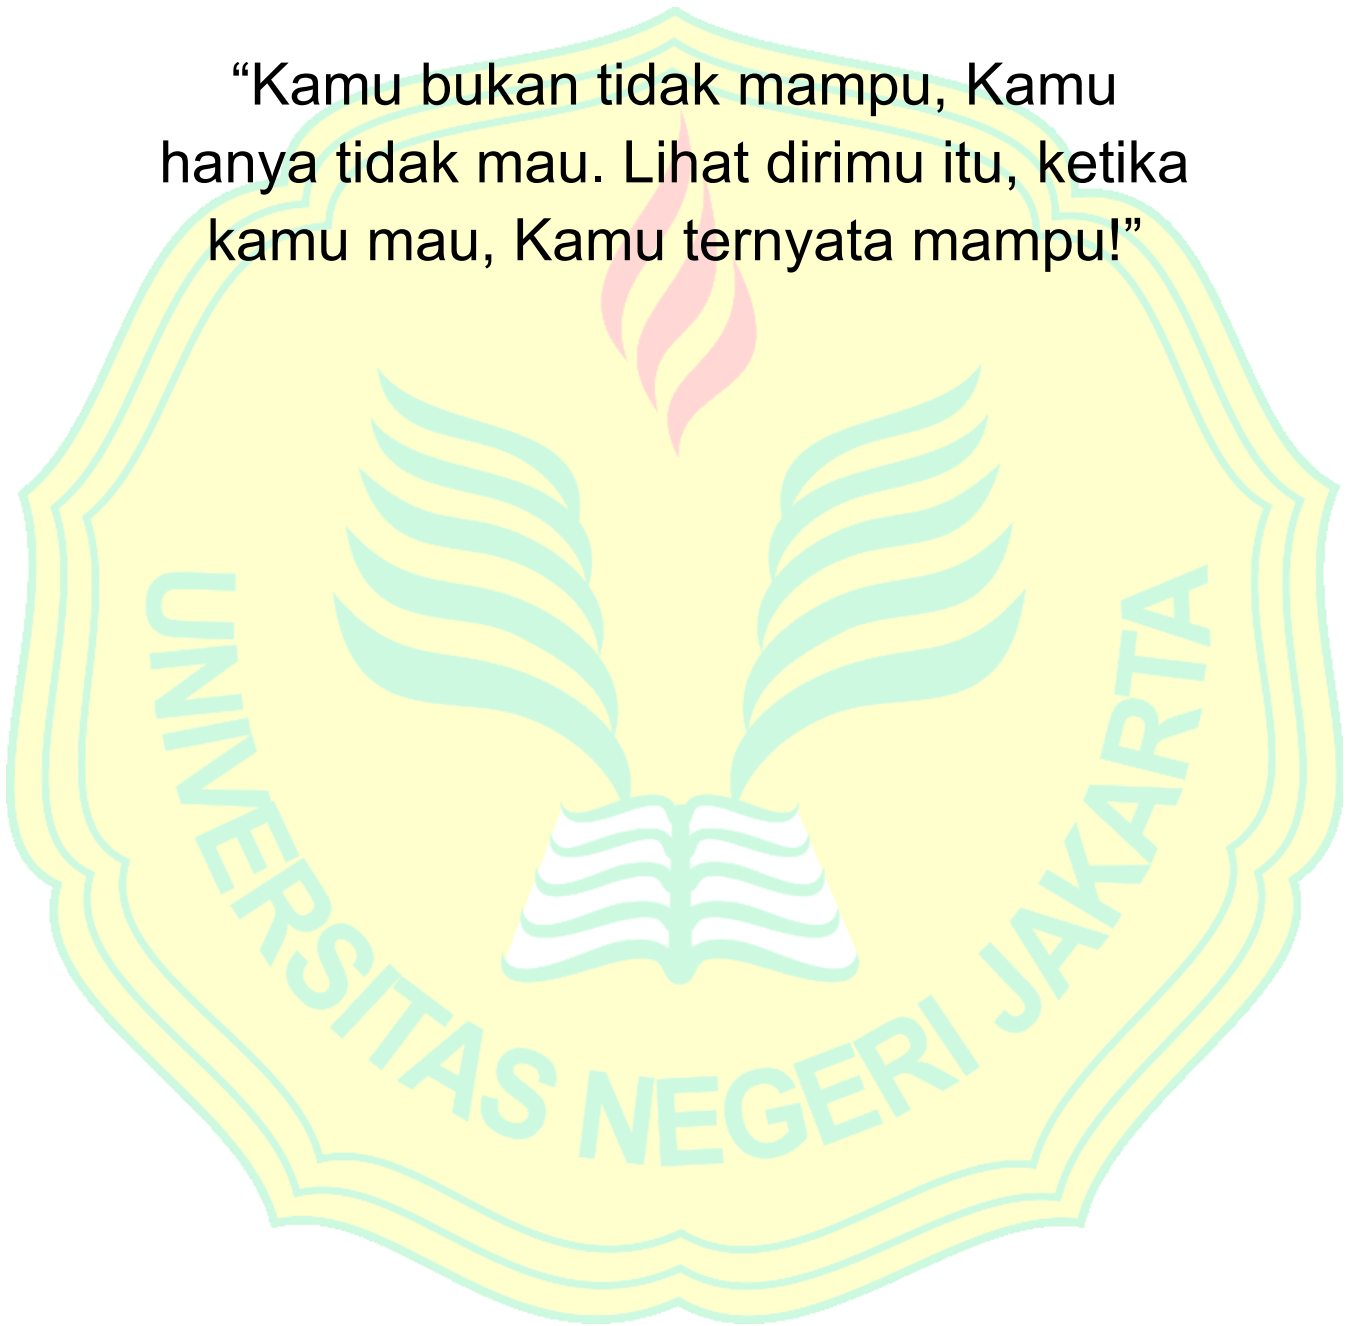 “Kamu bukan tidak mampu, Kamu
hanya tidak mau. Lihat dirimu itu, ketika
kamu mau, Kamu ternyata mampu!”
UNIVERSITAS NEGERI JAKARTA